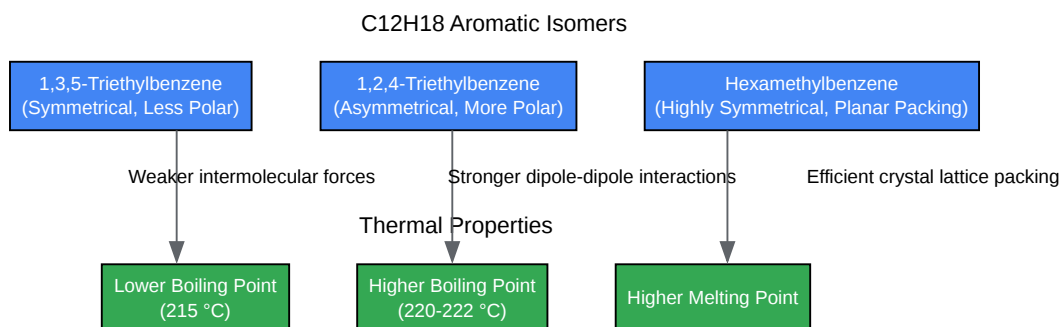 C12H18 Aromatic Isomers
1,3,5-Triethylbenzene
(Symmetrical, Less Polar)
1,2,4-Triethylbenzene
(Asymmetrical, More Polar)
Hexamethylbenzene
(Highly Symmetrical, Planar Packing)
Weaker intermolecular forces
Stronger dipole-dipole interactions
Efficient crystal lattice packing
Thermal Properties
Lower Boiling Point
(215 °C)
Higher Boiling Point
(220-222 °C)
Higher Melting Point